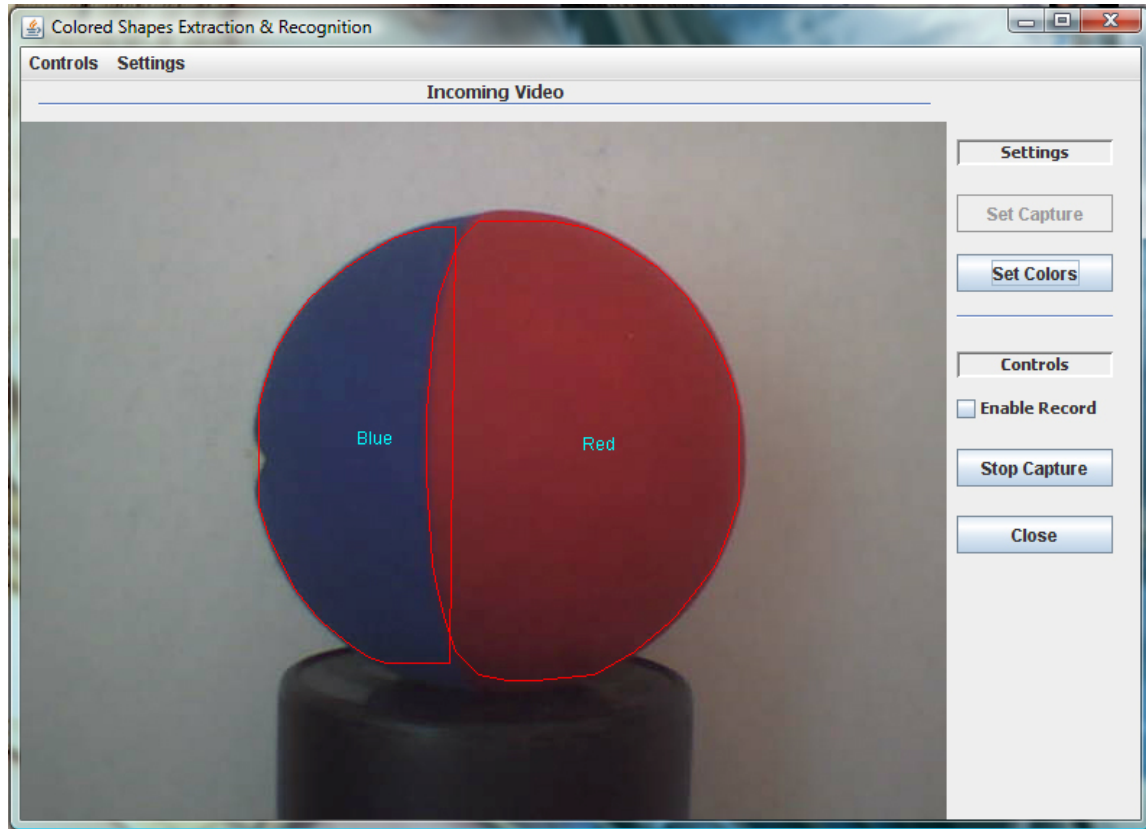 Colored Shapes Extraction & Recognition
Controls Settings
Incoming Video
Settings
Set Capture
Set Colors
Controls
Enable Record
Stop Capture
Close
Blue
Red